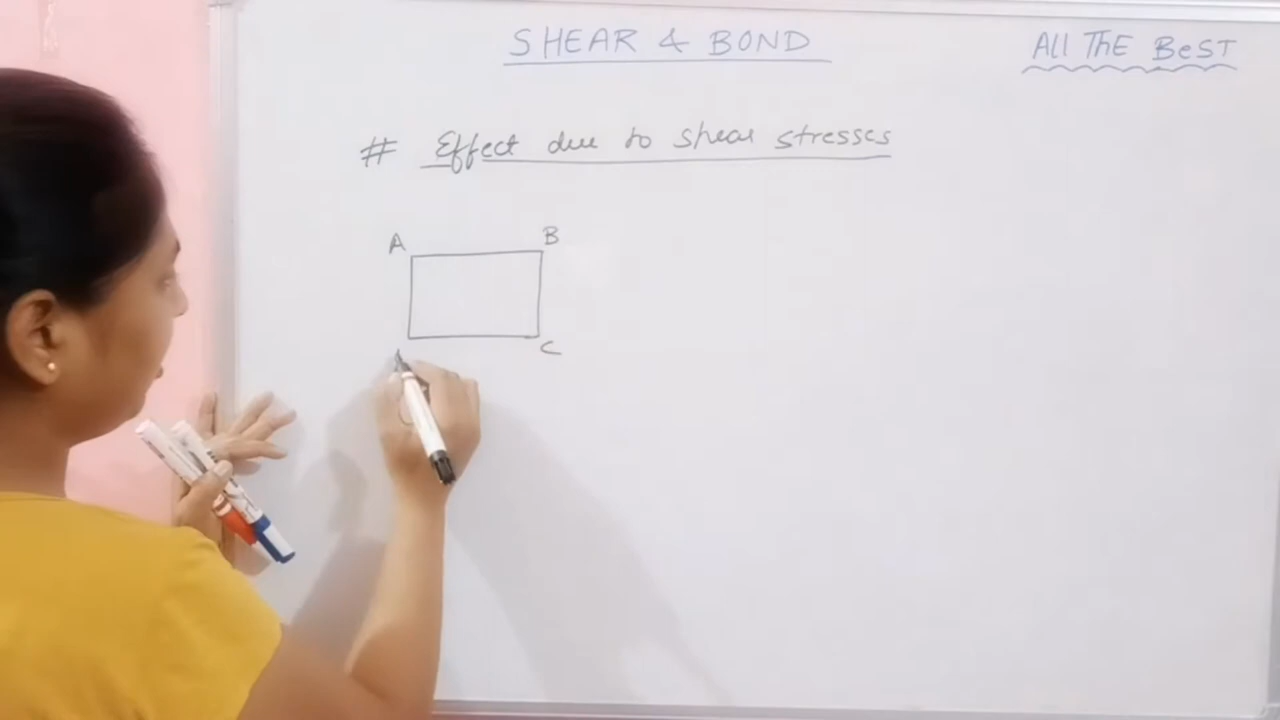 SHEAR & BOND
All ThE BeST
# Effect due to shear stresses
A B
C